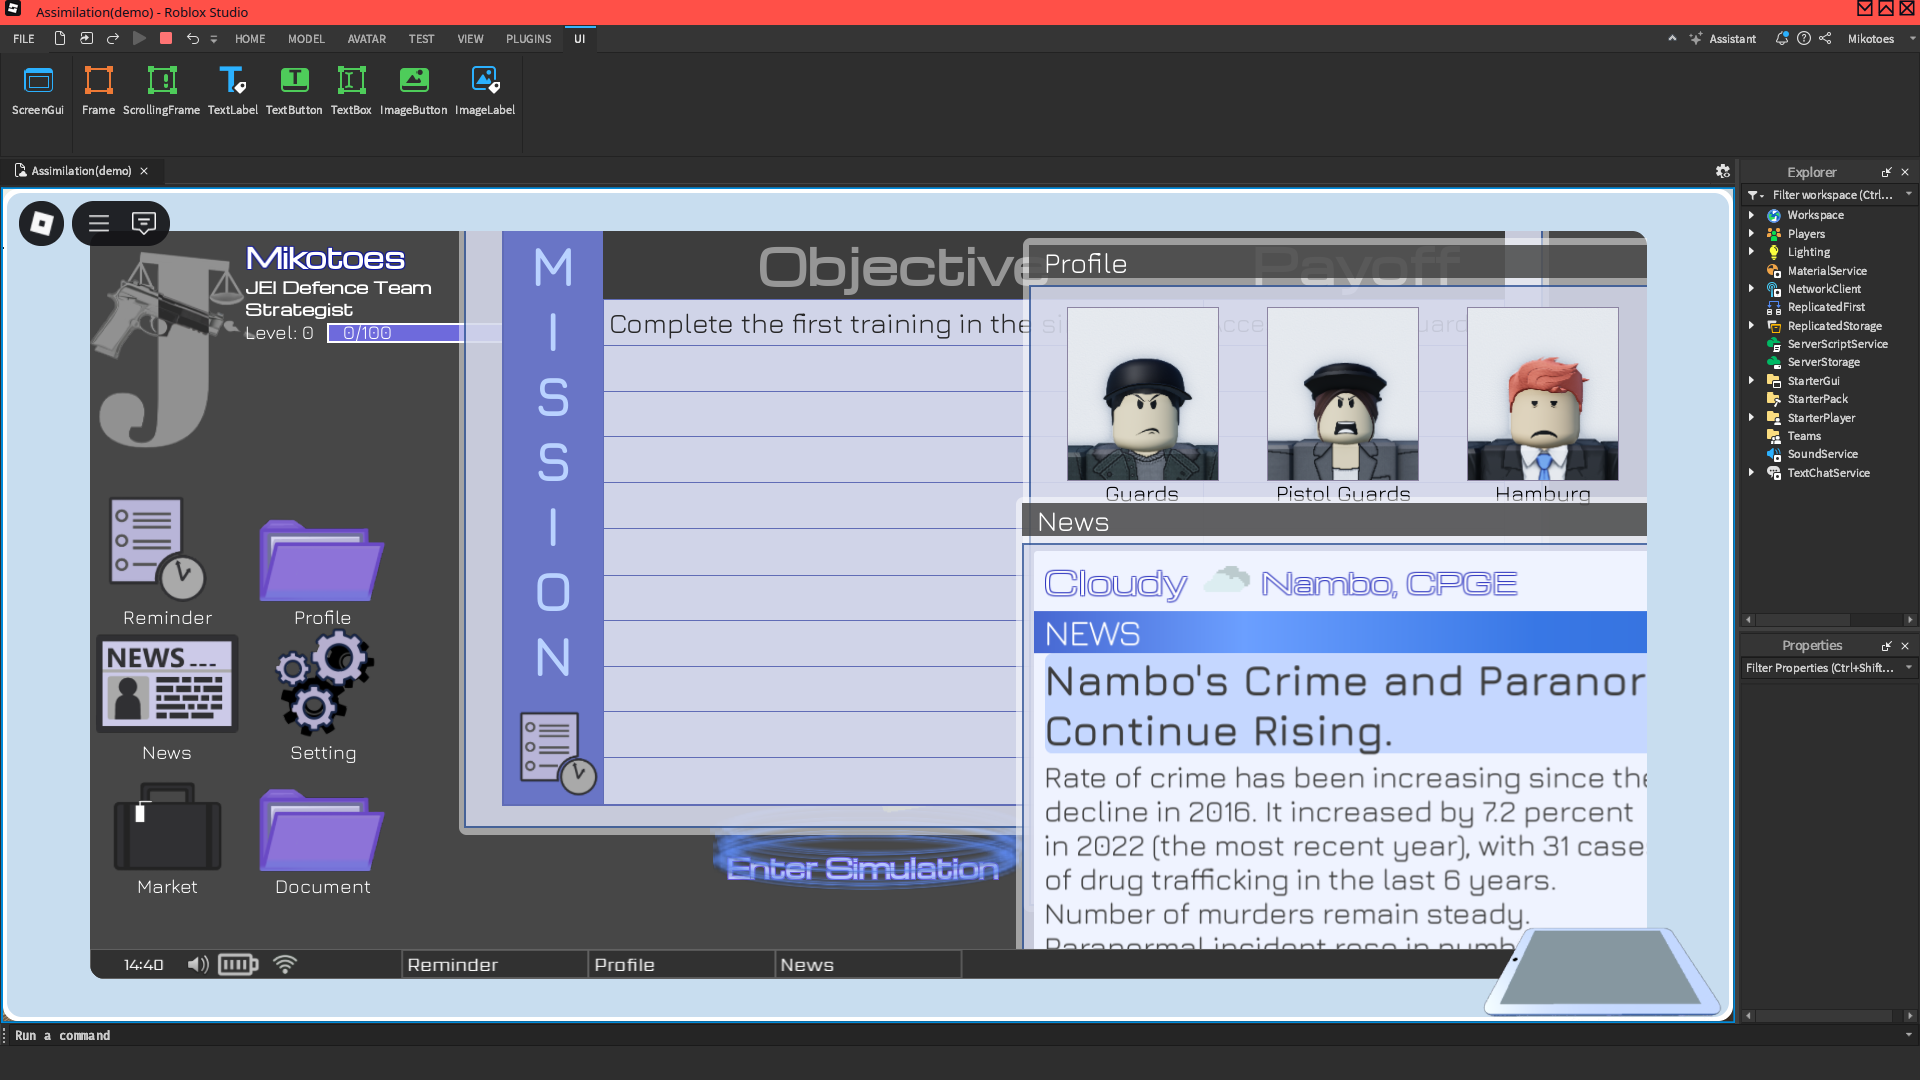 Assimilation(demo) - Roblox Studio
FILE
HOME
MODEL
AVATAR
TEST
VIEW
PLUGINS
UI
Assistant
Mikotoes
ScreenGui
Frame
ScrollingFrame
TextLabel
TextButton
TextBox
ImageButton
ImageLabel
Assimilation(demo)
Mikotoes
JEI Defence Team
Strategist
Level: 0
0/100
Reminder
Profile
NEWS...
News
Setting
Market
Document
MISSION
Objective
Payoff
Complete the first training in the si
Enter Simulation
Profile
Guards
Pistol Guards
Hamburg
News
Cloudy
Nambo, CPGE
NEWS
Nambo's Crime and Paranor
Continue Rising.
Rate of crime has been increasing since the
decline in 2016. It increased by 7.2 percent
in 2022 (the most recent year), with 31 case
of drug trafficking in the last 6 years.
Number of murders remain steady.
Paranormal incident rose in numb
14:40
Reminder
Profile
News
Run a command
Explorer
Filter workspace (Ctrl...
Workspace
Players
Lighting
MaterialService
NetworkClient
ReplicatedFirst
ReplicatedStorage
ServerScriptService
ServerStorage
StarterGui
StarterPack
StarterPlayer
Teams
SoundService
TextChatService
Properties
Filter Properties (Ctrl+Shift...